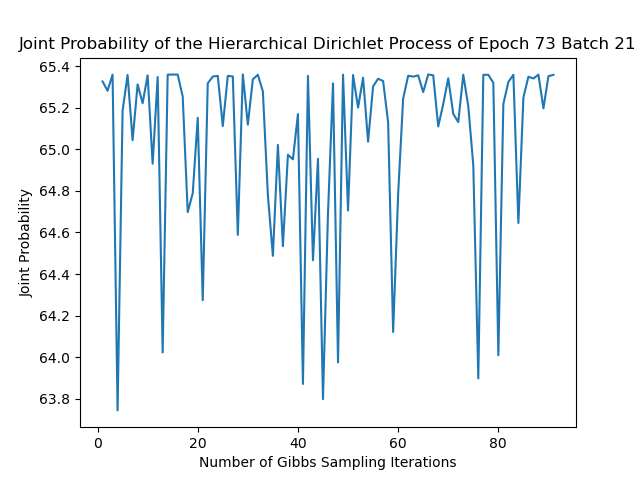 Joint Probability of the Hierarchical Dirichlet Process of Epoch 73 Batch 21
65.4
65.2
65.0
64.8
64.6
64.4
64.2
64.0
63.8
Joint Probability
0 20 40 60 80
Number of Gibbs Sampling Iterations